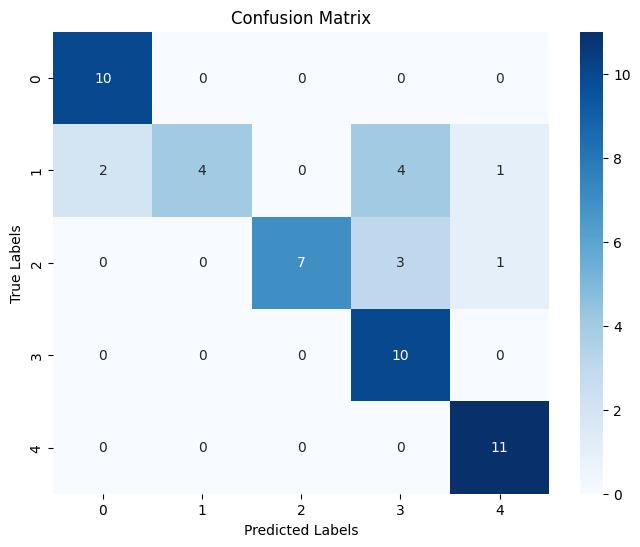 Confusion Matrix
True Labels
0 10 0 0 0 0
1 2 4 0 4 1
2 0 0 7 3 1
3 0 0 0 10 0
4 0 0 0 0 11
0 1 2 3 4
Predicted Labels
10
8
6
4
2
0